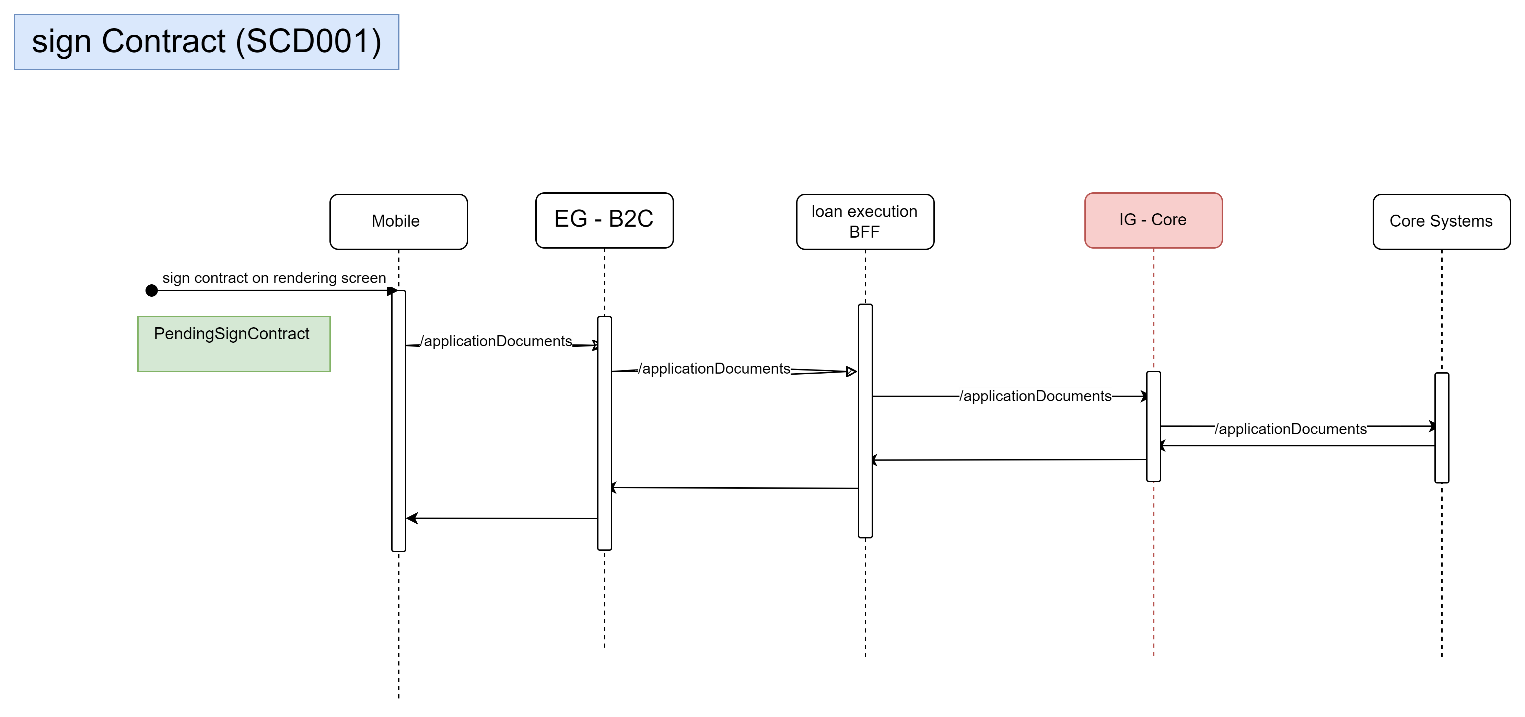 sign Contract (SCD001)
Mobile
EG - B2C
loan execution
BFF
IG - Core
Core Systems
sign contract on rendering screen
PendingSignContract
/applicationDocuments
/applicationDocuments
/applicationDocuments
/applicationDocuments